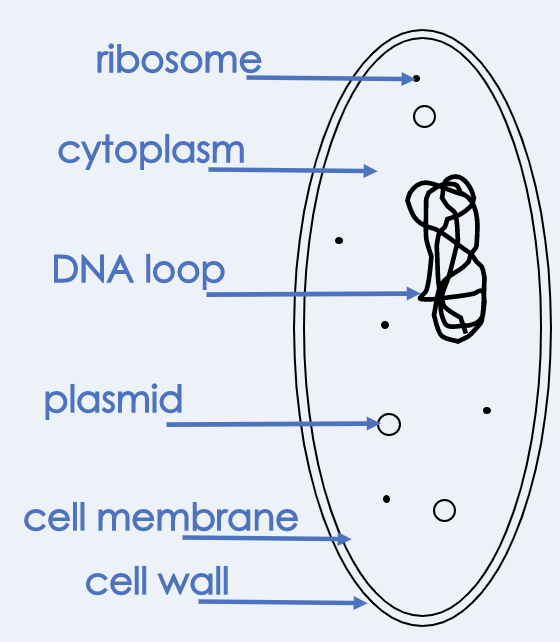 ribosome
cytoplasm
DNA loop
plasmid
cell membrane
cell wall